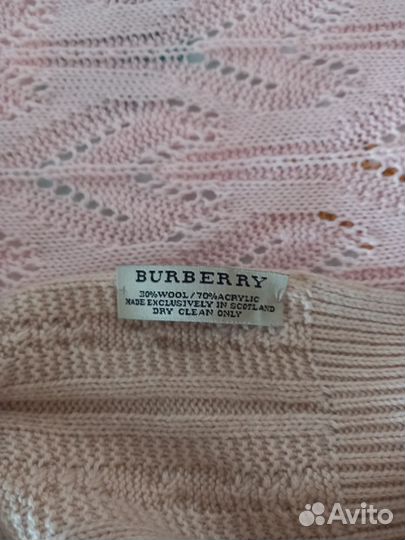 BURBERRY
30% WOOL / 70% ACRYLIC
MADE EXCLUSIVELY IN SCOTLAND
DRY CLEAN ONLY
Avito